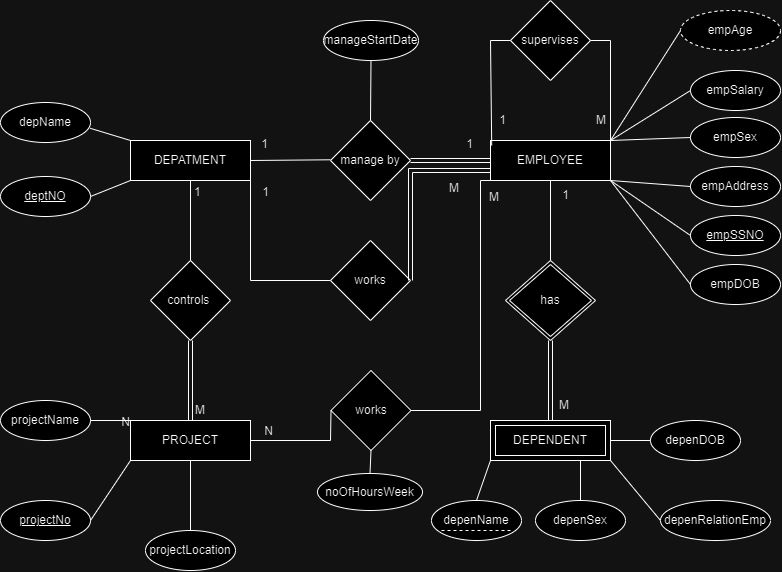 empAge
manageStartDate
supervises
empSalary
depName
1
M
empSex
1
1
DEPATMENT
manage by
EMPLOYEE
empAddress
deptNO
1
1
M
M
1
empSSNO
works
empDOB
controls
has
M
M
projectName
N
works
N
PROJECT
DEPENDENT
depenDOB
noOfHoursWeek
projectNo
depenName
depenSex
depenRelationEmp
projectLocation